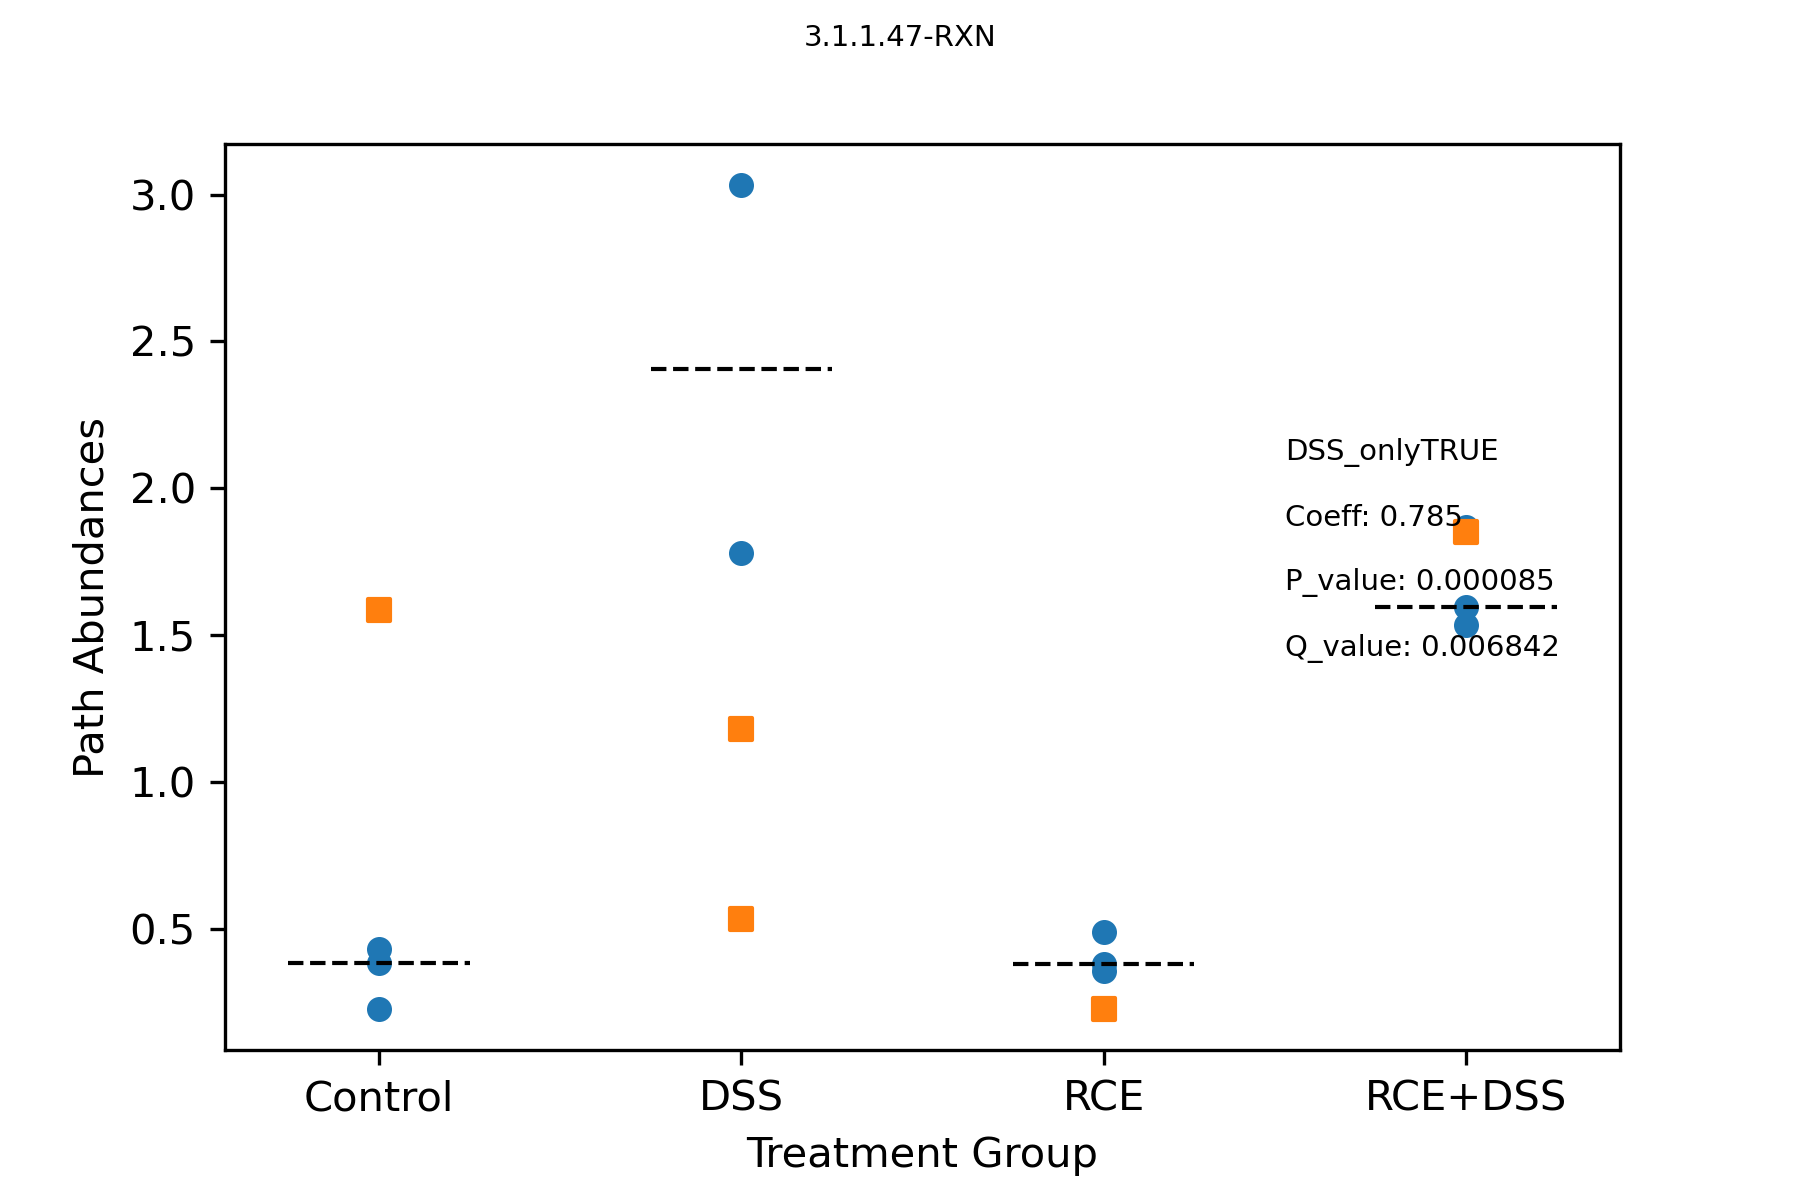 3.1.1.47-RXN
3.0
2.5
2.0
1.5
1.0
0.5
Path Abundances
DSS_onlyTRUE
Coeff: 0.785
P_value: 0.000085
Q_value: 0.006842
Control
DSS
RCE
RCE+DSS
Treatment Group